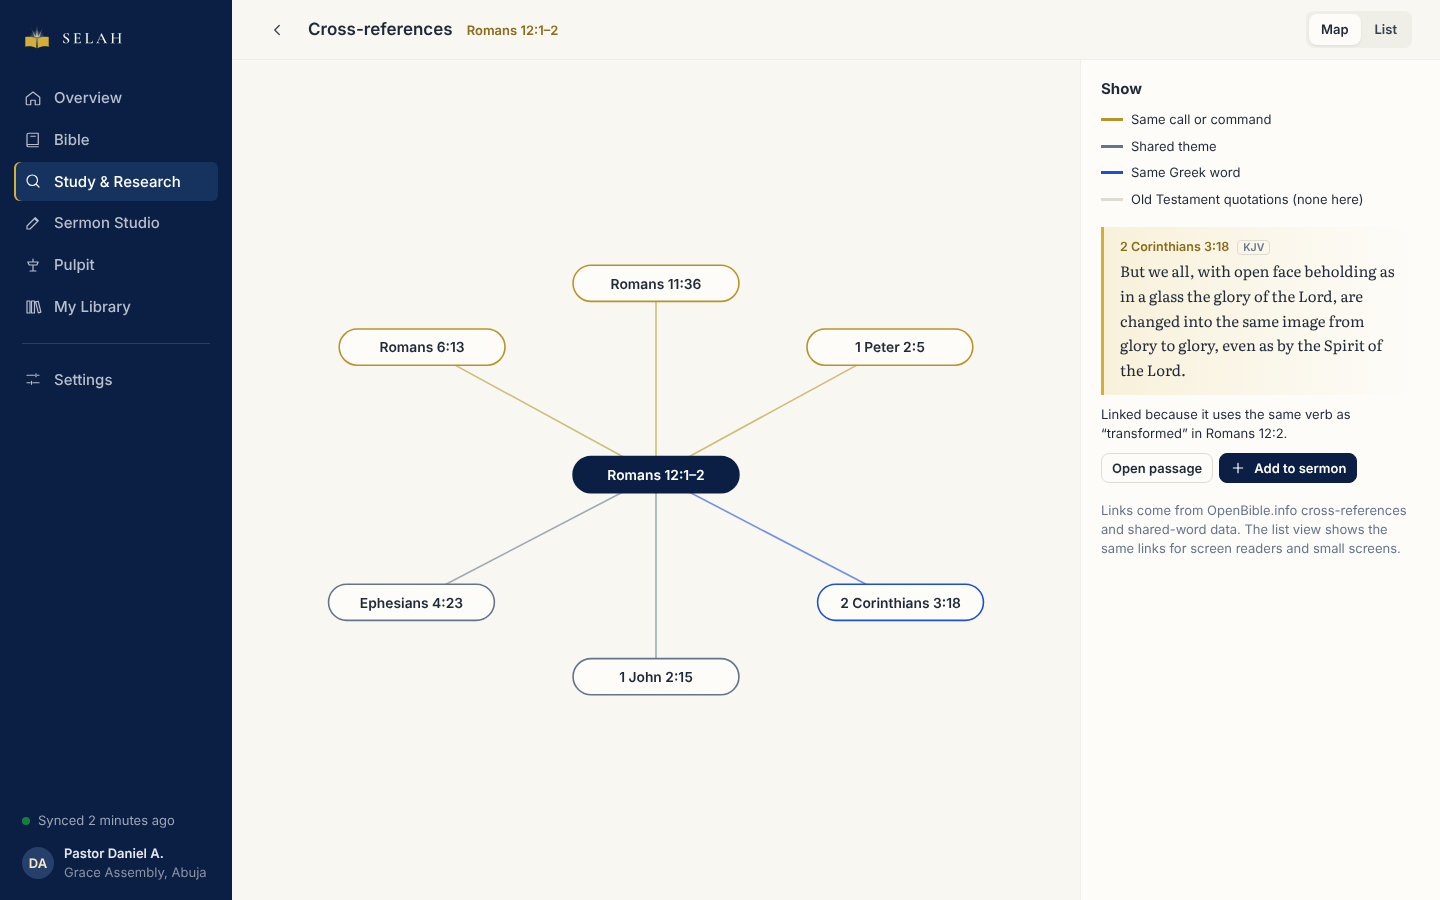 SELAH
Overview
Bible
Study & Research
Sermon Studio
Pulpit
My Library
Settings
Synced 2 minutes ago
DA
Pastor Daniel A.
Grace Assembly, Abuja
Cross-references
Romans 12:1–2
Map
List
Romans 11:36
Romans 6:13
1 Peter 2:5
Romans 12:1–2
Ephesians 4:23
2 Corinthians 3:18
1 John 2:15
Show
Same call or command
Shared theme
Same Greek word
Old Testament quotations (none here)
2 Corinthians 3:18 KJV
But we all, with open face beholding as
in a glass the glory of the Lord, are
changed into the same image from
glory to glory, even as by the Spirit of
the Lord.
Linked because it uses the same verb as
“transformed” in Romans 12:2.
Open passage
Add to sermon
Links come from OpenBible.info cross-references
and shared-word data. The list view shows the
same links for screen readers and small screens.